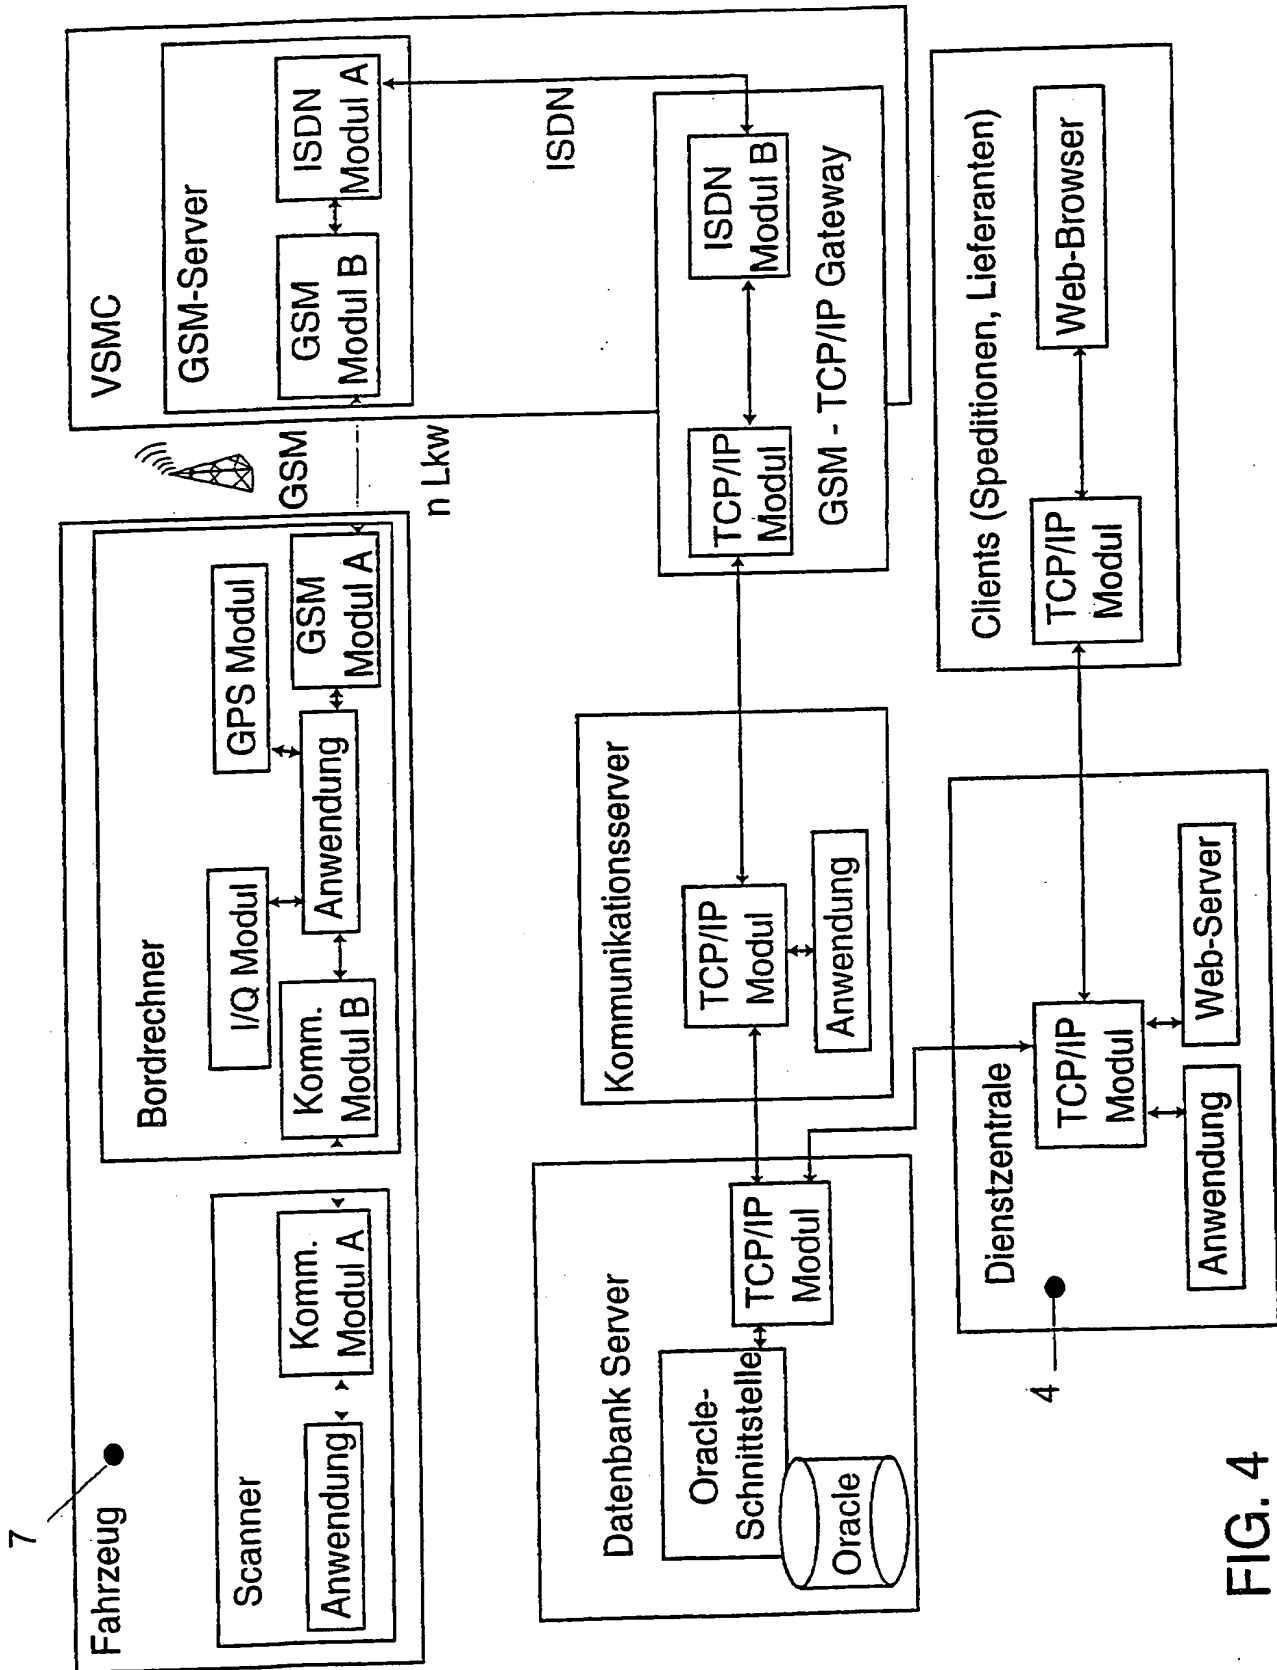 7
Fahrzeug
Scanner
Anwendung
Komm.
Modul A
Bordrechner
Komm.
Modul B
I/Q Modul
Anwendung
GPS Modul
GSM
Modul A
GSM
n Lkw
VSMC
GSM-Server
GSM
Modul B
ISDN
Modul A
ISDN
Datenbank Server
Oracle-
Schnittstelle
Oracle
TCP/IP
Modul
Kommunikationsserver
TCP/IP
Modul
Anwendung
TCP/IP
Modul
ISDN
Modul B
GSM - TCP/IP Gateway
4
Dienstzentrale
TCP/IP
Modul
Anwendung
Web-Server
Clients (Speditionen, Lieferanten)
TCP/IP
Modul
Web-Browser
FIG. 4